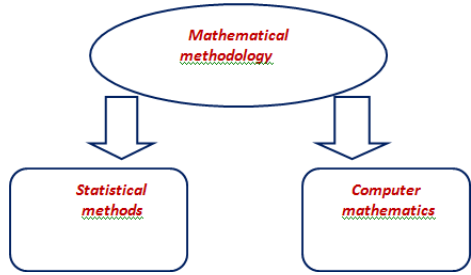 Mathematical
methodology
Statistical
methods
Computer
mathematics